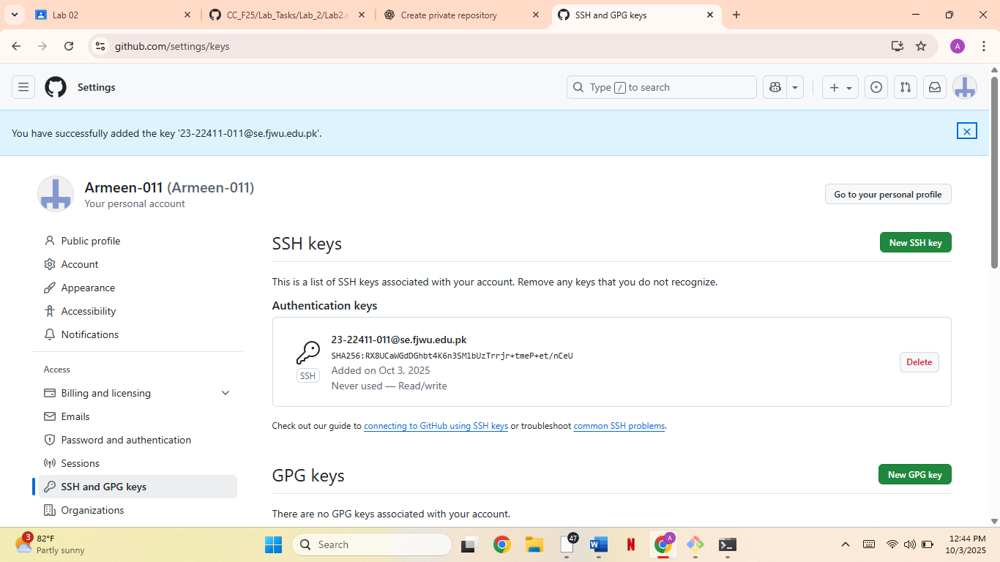 Lab 02
CC_F25/Lab_Tasks/Lab_2/Lab2.
Create private repository
SSH and GPG keys
github.com/settings/keys
A
Settings
Type / to search
You have successfully added the key '23-22411-011@se.fjwu.edu.pk'.
Armeen-011 (Armeen-011)
Your personal account
Go to your personal profile
Public profile
Account
Appearance
Accessibility
Notifications
Access
Billing and licensing
Emails
Password and authentication
Sessions
SSH and GPG keys
Organizations
SSH keys
New SSH key
This is a list of SSH keys associated with your account. Remove any keys that you do not recognize.
Authentication keys
23-22411-011@se.fjwu.edu.pk
SHA256:RX8UCaWGdDGhbt4K6n3SMlbUzTrrjr+tmeP+et/nCeU
SSH
Added on Oct 3, 2025
Never used — Read/write
Delete
Check out our guide to connecting to GitHub using SSH keys or troubleshoot common SSH problems.
GPG keys
New GPG key
There are no GPG keys associated with your account.
3
82°F
Partly sunny
Search
47
W
N
A
12:44 PM
10/3/2025